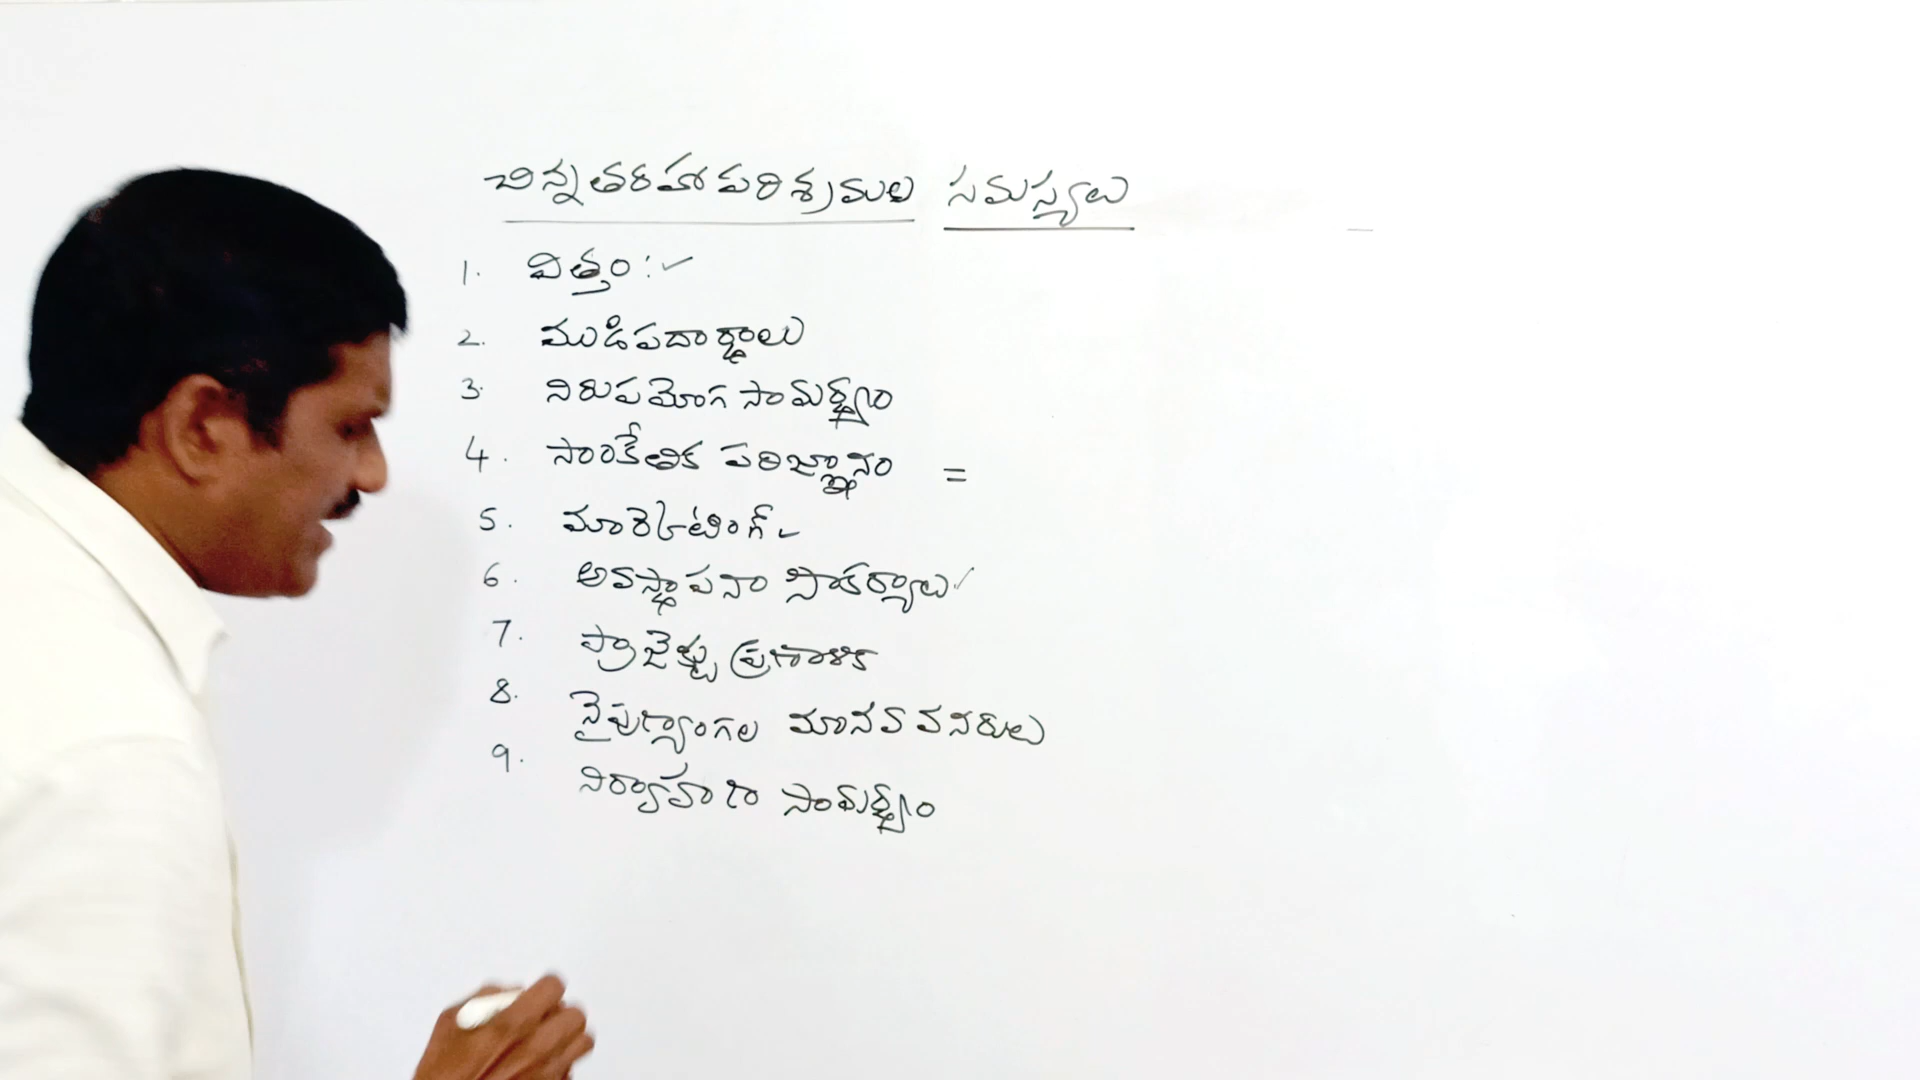 చిన్నతరహా పరిశ్రమల సమస్యలు
1. విత్తం :✓
2. ముడిపదార్థాలు
3. నిరుపయోగ సామర్థ్యం
4. సాంకేతిక పరిజ్ఞానం =
5. మార్కెటింగ్ ✓
6. అవస్థాపనా సౌకర్యాలు ✓
7. ప్రాజెక్టు ప్రణాళిక
8. నైపుణ్యంగల మానవ వనరులు
9. నిర్వాహణా సామర్థ్యం